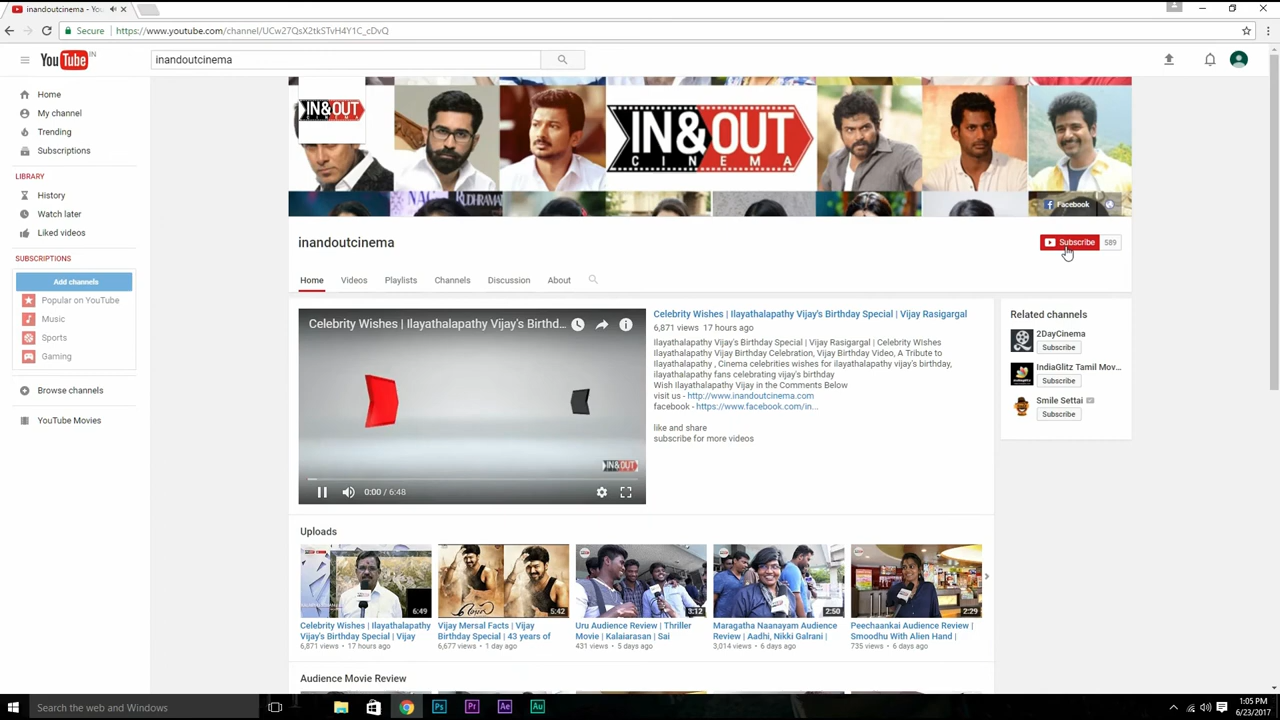 inandoutcinema - Yo
Secure
https://www.youtube.com/channel/UCw27QsX2tkSTvH4Y1C_cDvQ
YouTube IN
inandoutcinema
Home
My channel
Trending
Subscriptions
LIBRARY
History
Watch later
Liked videos
SUBSCRIPTIONS
Add channels
Popular on YouTube
Music
Sports
Gaming
Browse channels
YouTube Movies
IN&OUT
CINEMA
IN&OUT
CINEMA
Facebook
inandoutcinema
Subscribe 589
Home Videos Playlists Channels Discussion About
Celebrity Wishes | Ilayathalapathy Vijay's Birthd...
IN&OUT
0:00 / 6:48
Celebrity Wishes | Ilayathalapathy Vijay's Birthday Special | Vijay Rasigargal
6,871 views 17 hours ago
Ilayathalapathy Vijay's Birthday Special | Vijay Rasigargal | Celebrity WIshes
Ilayathalapathy Vijay Birthday Celebration, Vijay Birthday Video, A Tribute to
Ilayathalapathy , Cinema celebrities wishes for ilayathalapathy vijay's birthday,
ilayathalapathy fans celebrating vijay's birthday
Wish Ilayathalapathy Vijay in the Comments Below
visit us - http://www.inandoutcinema.com
facebook - https://www.facebook.com/in...
like and share
subscribe for more videos
Related channels
2DayCinema
Subscribe
IndiaGlitz Tamil Mov...
Subscribe
Smile Settai
Subscribe
Uploads
6:49
Celebrity Wishes | Ilayathalapathy
Vijay's Birthday Special | Vijay
6,871 views • 17 hours ago
5:42
Vijay Mersal Facts | Vijay
Birthday Special | 43 years of
6,677 views • 1 day ago
3:12
Uru Audience Review | Thriller
Movie | Kalaiarasan | Sai
431 views • 5 days ago
2:50
Maragatha Naanayam Audience
Review | Aadhi, Nikki Galrani |
3,014 views • 6 days ago
2:29
Peechaankai Audience Review |
Smoodhu With Alien Hand |
735 views • 6 days ago
Audience Movie Review
Search the web and Windows
Ps
Pr
Ae
Au
1:05 PM
6/23/2017